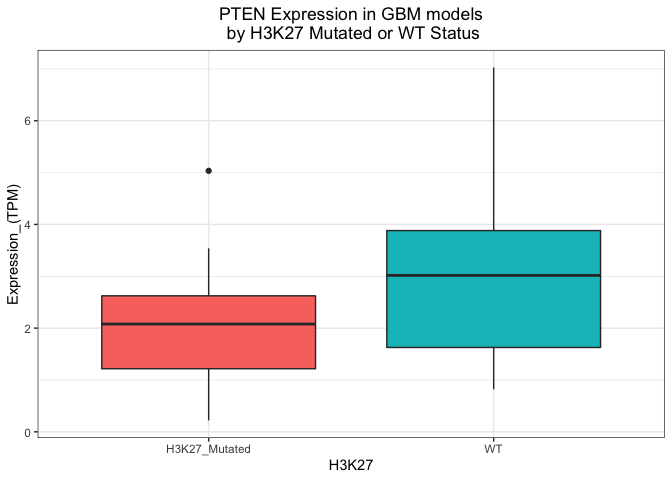 PTEN Expression in GBM models
by H3K27 Mutated or WT Status
Expression_(TPM)
6
4
2
0
H3K27_Mutated
WT
H3K27